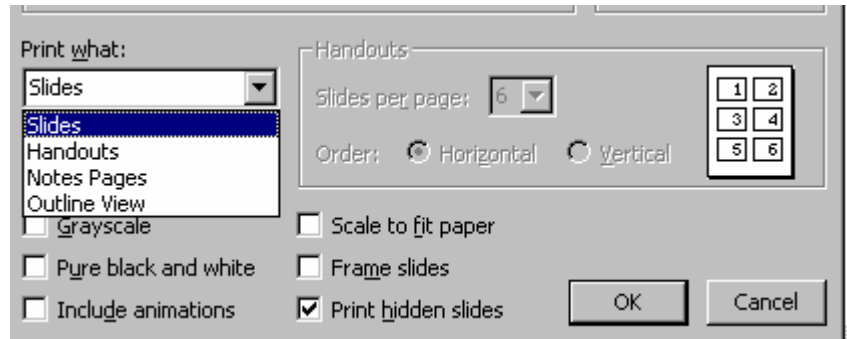 Print what:
Slides
Slides
Handouts
Notes Pages
Outline View
Grayscale
Pure black and white
Include animations
Handouts
Slides per page: 6
Order: Horizontal Vertical
1 2
3 4
5 6
Scale to fit paper
Frame slides
Print hidden slides
OK Cancel